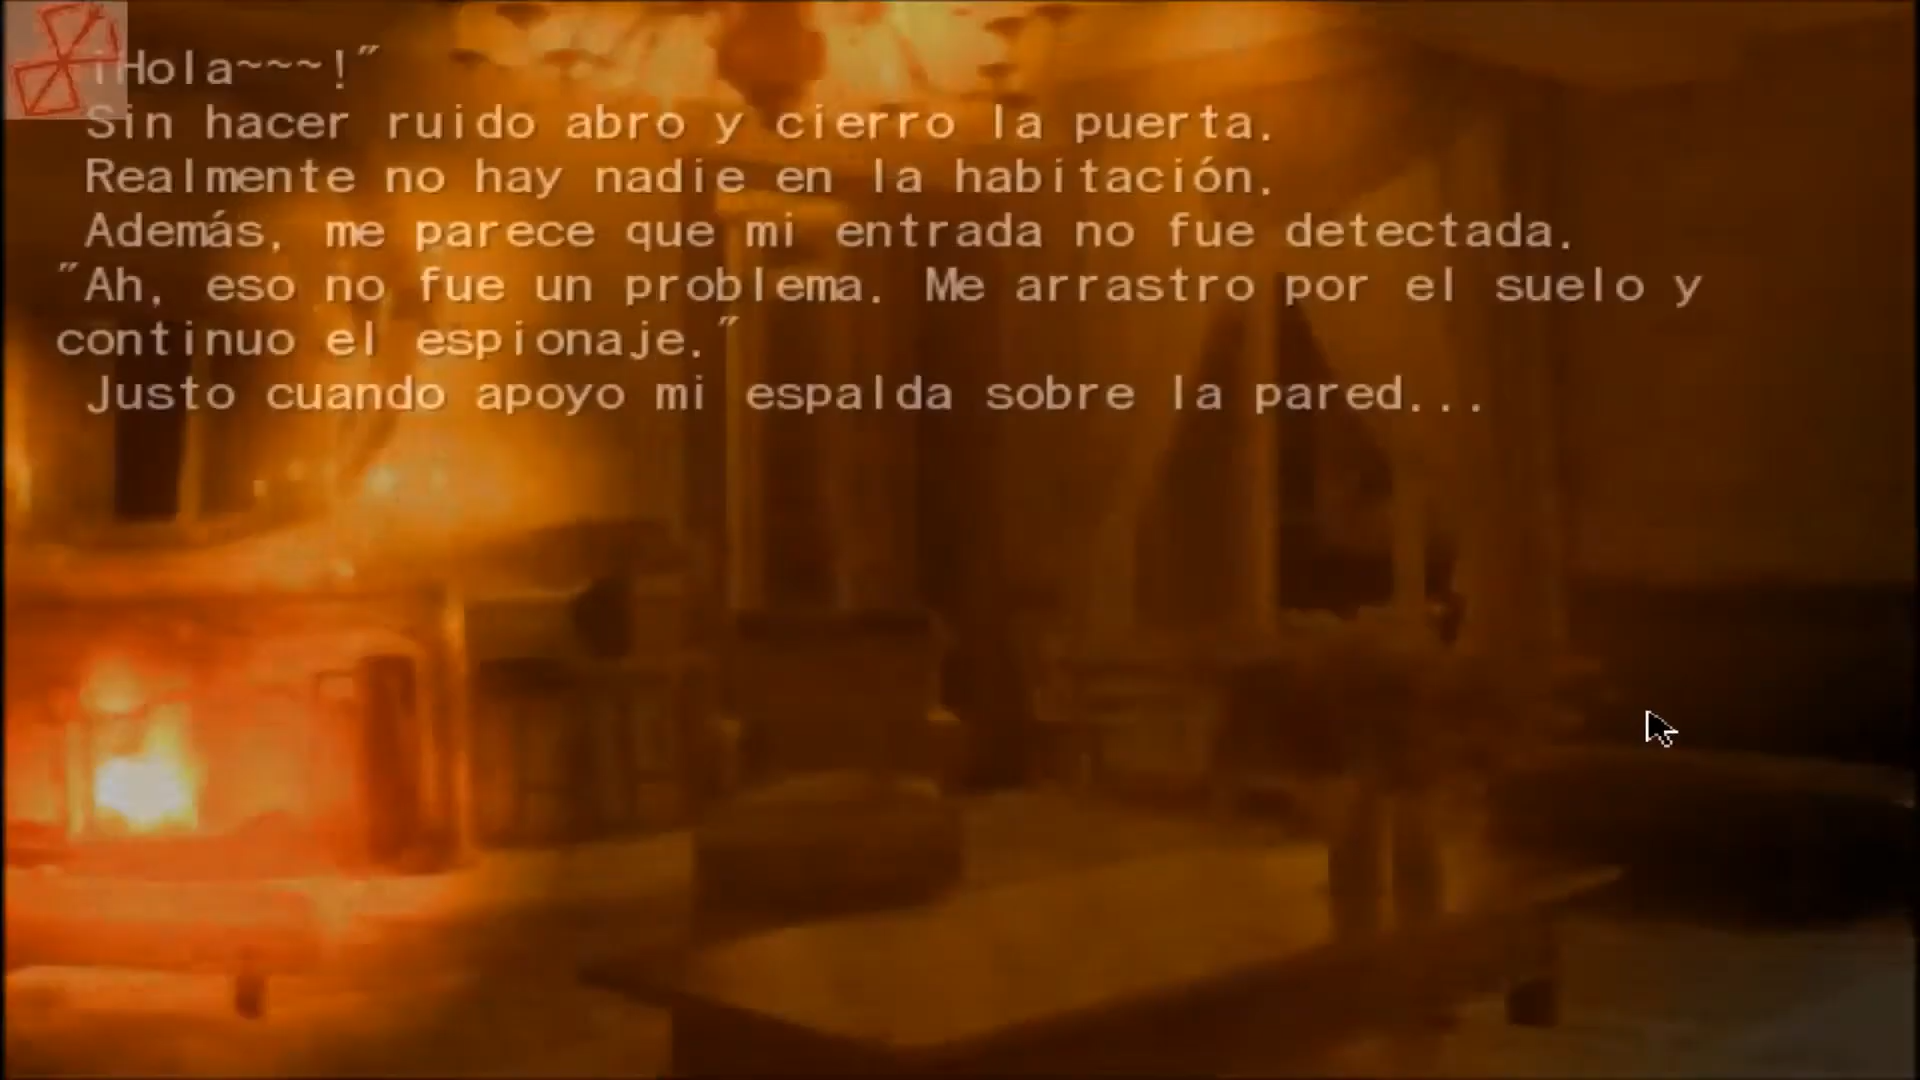 ¡Hola~~~!"
Sin hacer ruido abro y cierro la puerta.
Realmente no hay nadie en la habitación.
Además, me parece que mi entrada no fue detectada.
"Ah, eso no fue un problema. Me arrastro por el suelo y
continuo el espionaje."
Justo cuando apoyo mi espalda sobre la pared...